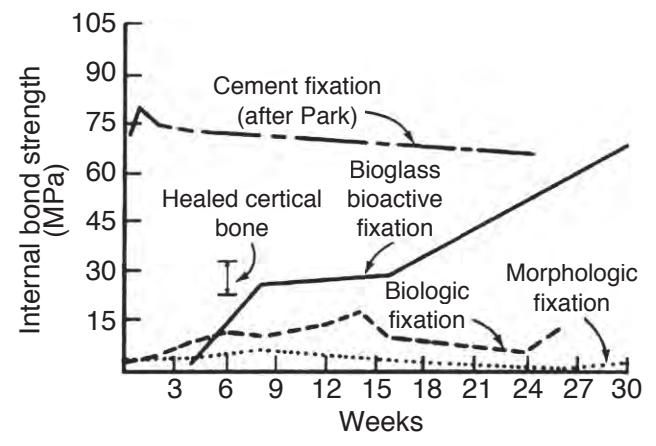 105
90
75
60
45
30
15
Internal bond strength
(MPa)
Cement fixation
(after Park)
Bioglass
bioactive
fixation
Healed certical
bone
Biologic
fixation
Morphologic
fixation
3 6 9 12 15 18 21 24 27 30
Weeks